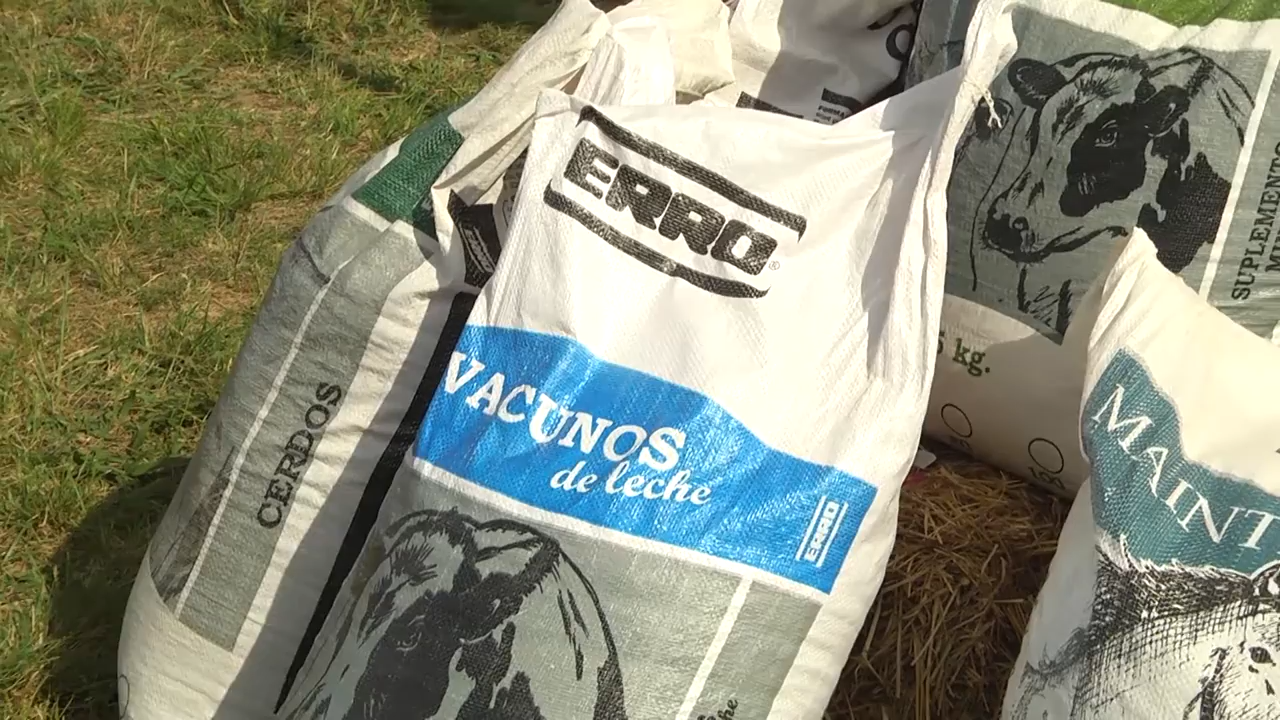 ERRO
VACUNOS
de leche
ERRO
CERDOS
kg.
MAINT